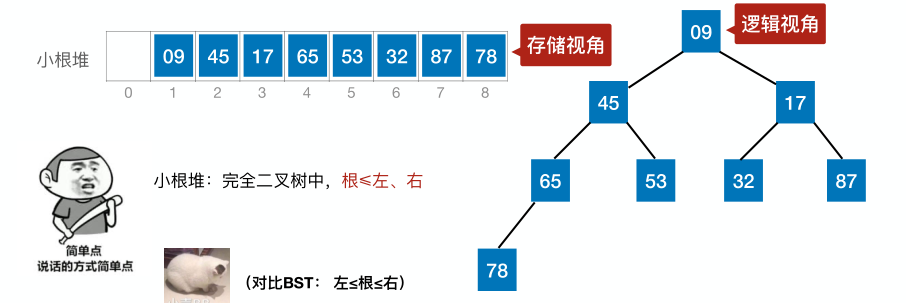 小根堆
09 45 17 65 53 32 87 78
0 1 2 3 4 5 6 7 8
存储视角
逻辑视角
09
45 17
65 53 32 87
78
小根堆：完全二叉树中，根≤左、右
简单点
说话的方式简单点
（对比BST： 左≤根≤右）